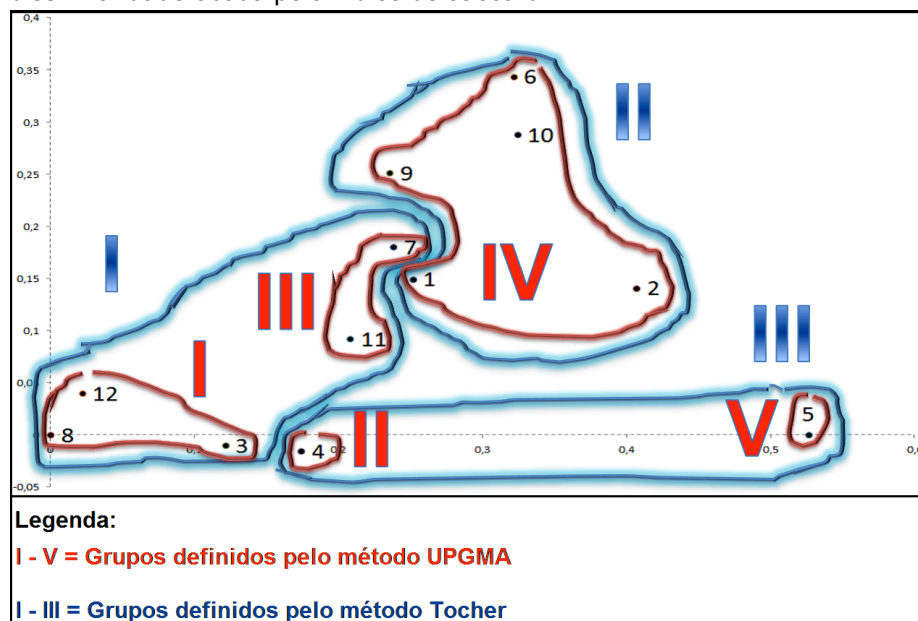 0,4
0,35
6
II
0,3
10
0,25
9
0,2
I
7
III
IV
0,15
1
2
III
0,1
11
I
0,0
12
II
V
5
8
3
4
0
0,3
0,4
0,5
-0,05
Legenda:
I - V = Grupos definidos pelo método UPGMA
I - III = Grupos definidos pelo método Tocher